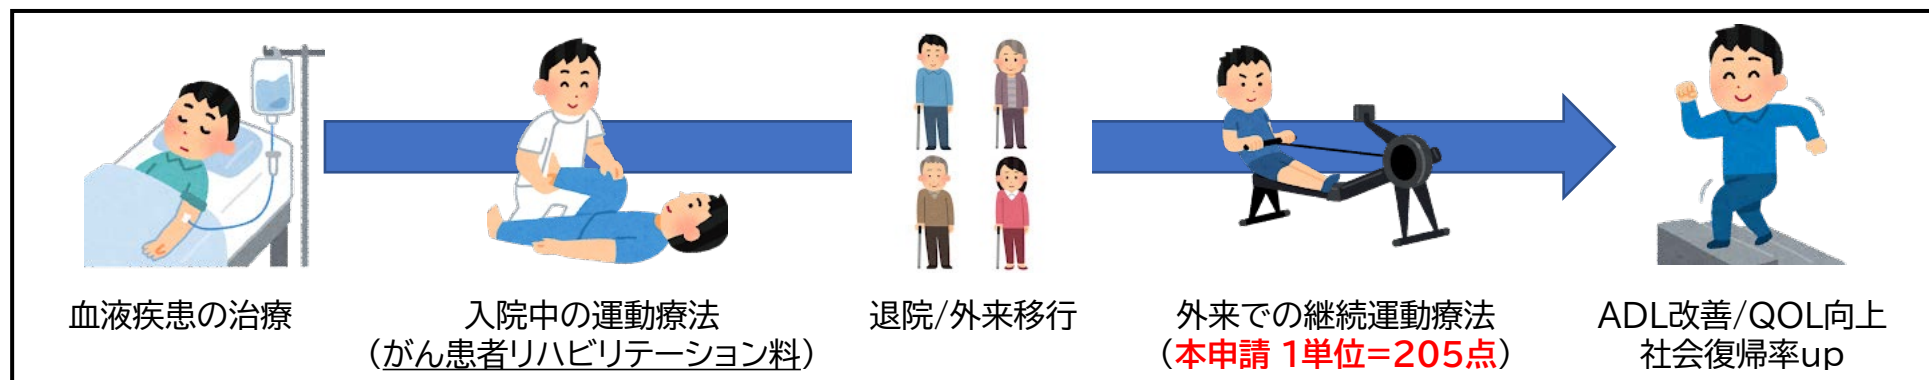 血液疾患の治療
入院中の運動療法
(がん患者リハビリテーション料)
退院/外来移行
外来での継続運動療法
(本申請 1単位=205点)
ADL改善/QOL向上
社会復帰率up